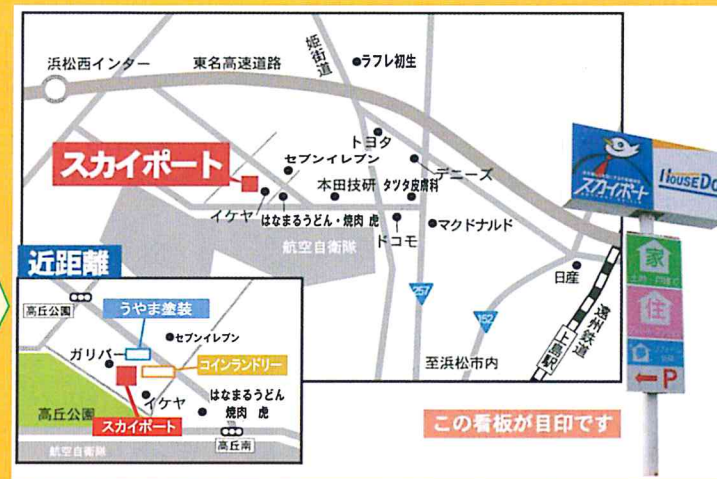 浜松西インター
東名高速道路
姫街道
ラフレ初生
トヨタ
セブンイレブン
デニーズ
スカイポート
本田技研
タツタ皮膚科
イケヤ
はなまるうどん・焼肉 虎
ドコモ
マクドナルド
航空自衛隊
日産
257
152
遠州鉄道
上島駅
至浜松市内
近距離
高丘公園
うやま塗装
セブンイレブン
ガリバー
コインランドリー
イケヤ
はなまるうどん
焼肉 虎
高丘公園
スカイポート
高丘南
航空自衛隊
この看板が目印です
スカイポート
HOUSEDO
家
住
←P